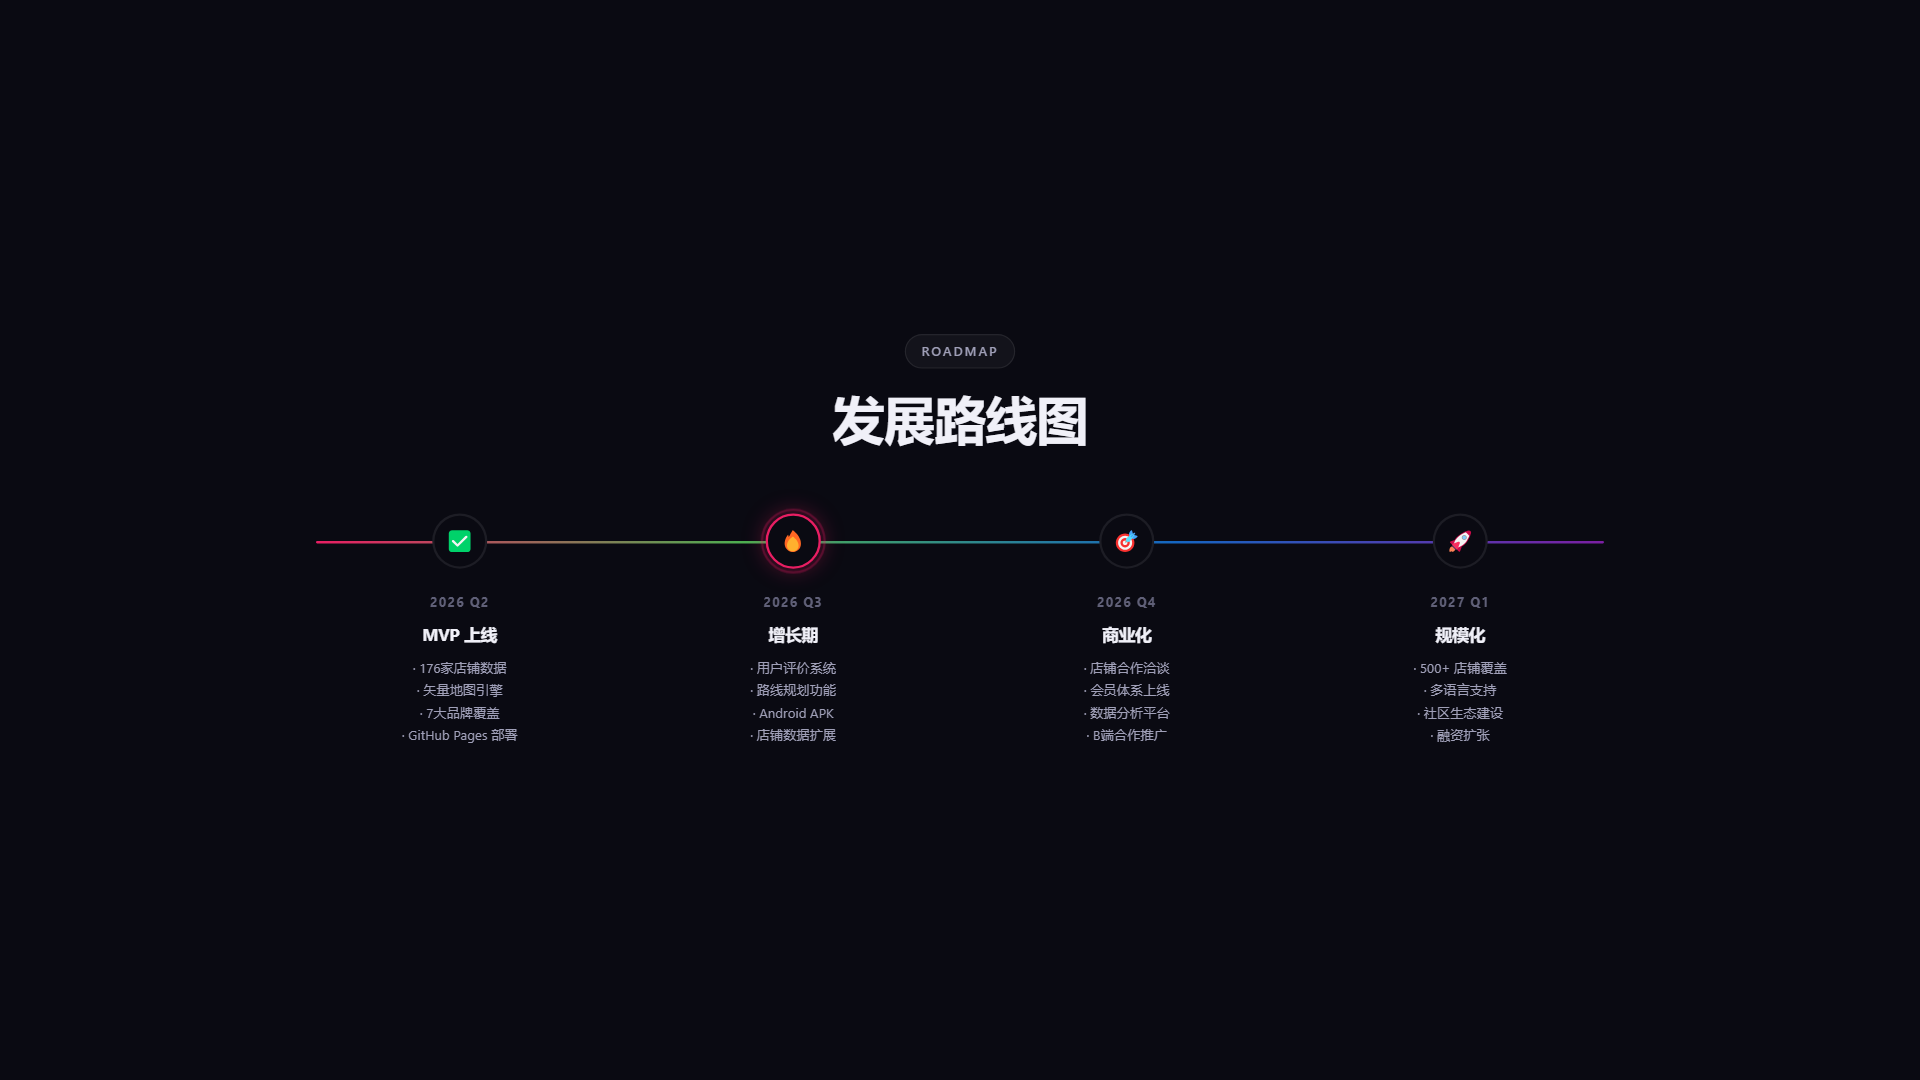 ROADMAP
发展路线图
2026 Q2
MVP 上线
· 176家店铺数据
· 矢量地图引擎
· 7大品牌覆盖
· GitHub Pages 部署
2026 Q3
增长期
· 用户评价系统
· 路线规划功能
· Android APK
· 店铺数据扩展
2026 Q4
商业化
· 店铺合作洽谈
· 会员体系上线
· 数据分析平台
· B端合作推广
2027 Q1
规模化
· 500+ 店铺覆盖
· 多语言支持
· 社区生态建设
· 融资扩张